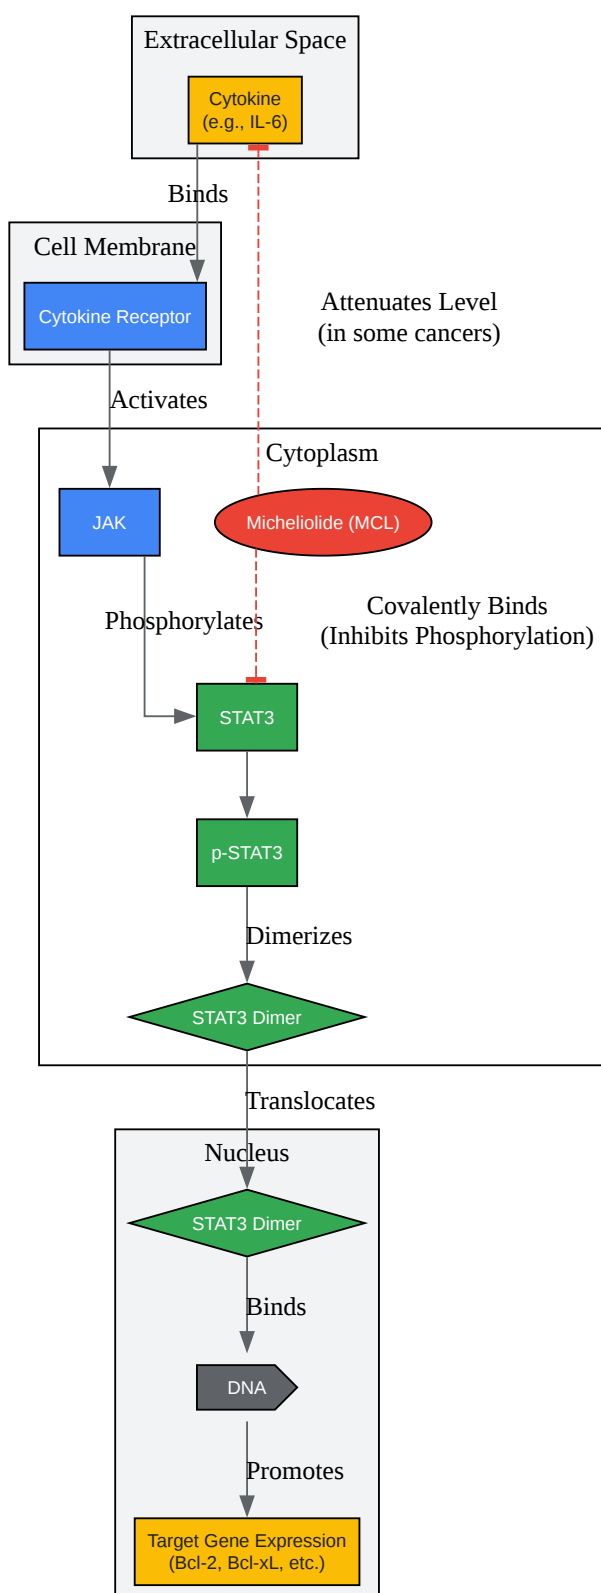 Extracellular Space
Cytokine
(e.g., IL-6)
Binds
Cell Membrane
Cytokine Receptor
Attenuates Level
(in some cancers)
Activates
Cytoplasm
JAK
Micheliolide (MCL)
Phosphorylates
Covalently Binds
(Inhibits Phosphorylation)
STAT3
p-STAT3
Dimerizes
STAT3 Dimer
Translocates
Nucleus
STAT3 Dimer
Binds
DNA
Promotes
Target Gene Expression
(Bcl-2, Bcl-xL, etc.)